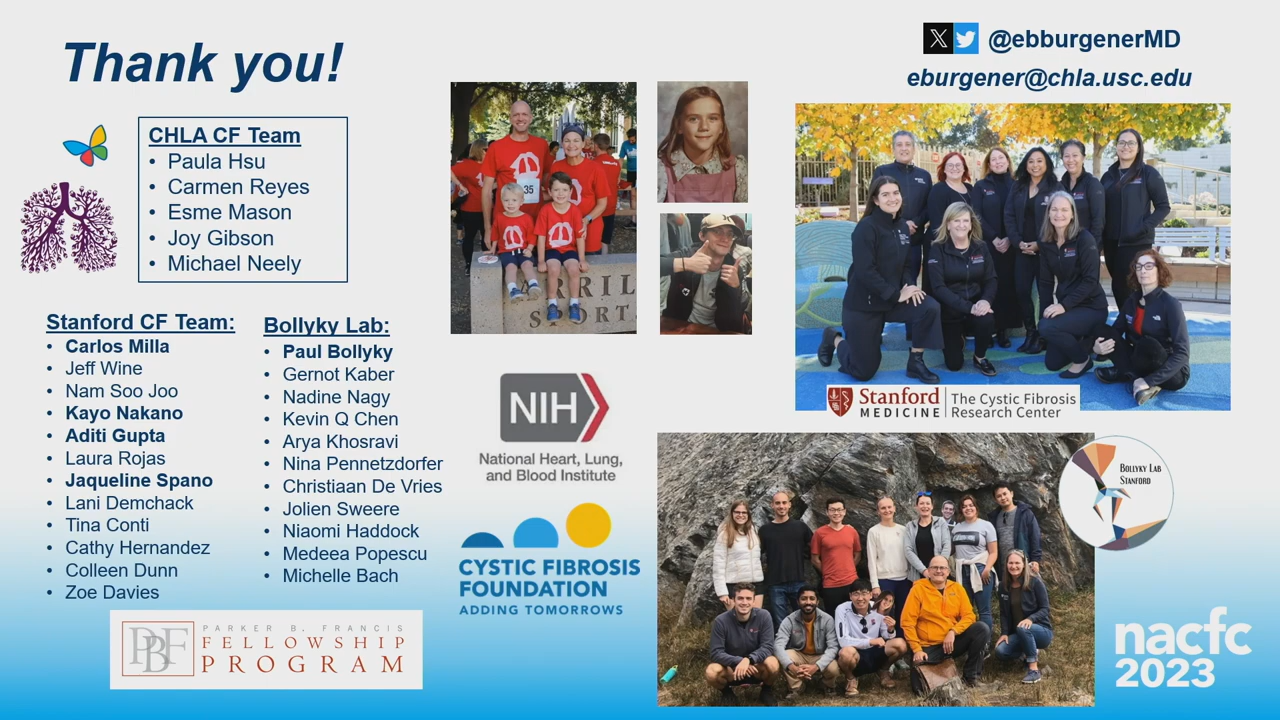 Thank you!
@ebburgenerMD
eburgener@chla.usc.edu
CHLA CF Team
• Paula Hsu
• Carmen Reyes
• Esme Mason
• Joy Gibson
• Michael Neely
Stanford CF Team:
• Carlos Milla
• Jeff Wine
• Nam Soo Joo
• Kayo Nakano
• Aditi Gupta
• Laura Rojas
• Jaqueline Spano
• Lani Demchack
• Tina Conti
• Cathy Hernandez
• Colleen Dunn
• Zoe Davies
Bollyky Lab:
• Paul Bollyky
• Gernot Kaber
• Nadine Nagy
• Kevin Q Chen
• Arya Khosravi
• Nina Pennetzdorfer
• Christiaan De Vries
• Jolien Sweere
• Niaomi Haddock
• Medeea Popescu
• Michelle Bach
35
ARRIL
SPORT
NIH
National Heart, Lung,
and Blood Institute
CYSTIC FIBROSIS
FOUNDATION
ADDING TOMORROWS
PBF
PARKER B. FRANCIS
FELLOWSHIP
PROGRAM
Stanford
MEDICINE
The Cystic Fibrosis
Research Center
BOLLYKY LAB
STANFORD
nacfc
2023